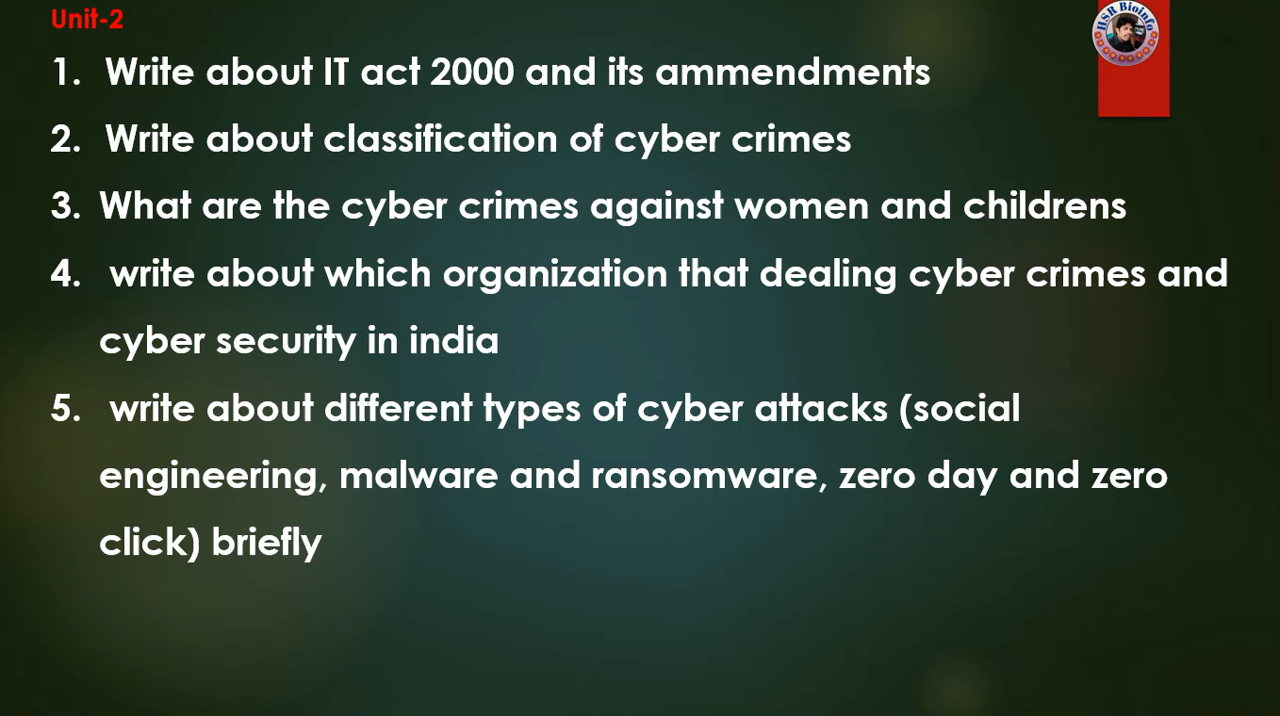 Unit-2
HSR Bioinfo
1. Write about IT act 2000 and its ammendments
2. Write about classification of cyber crimes
3. What are the cyber crimes against women and childrens
4. write about which organization that dealing cyber crimes and
cyber security in india
5. write about different types of cyber attacks (social
engineering, malware and ransomware, zero day and zero
click) briefly